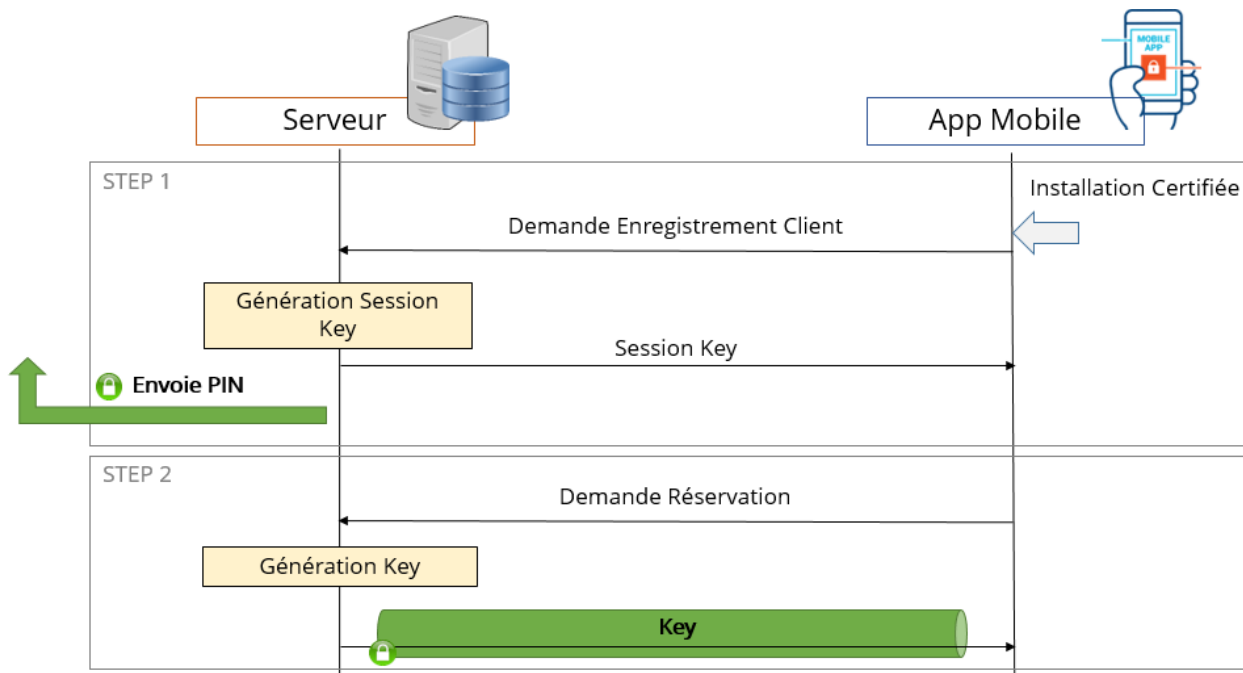 MOBILE
APP
Serveur
App Mobile
STEP 1
Installation Certifiée
Demande Enregistrement Client
Génération Session
Key
Session Key
Envoie PIN
STEP 2
Demande Réservation
Génération Key
Key